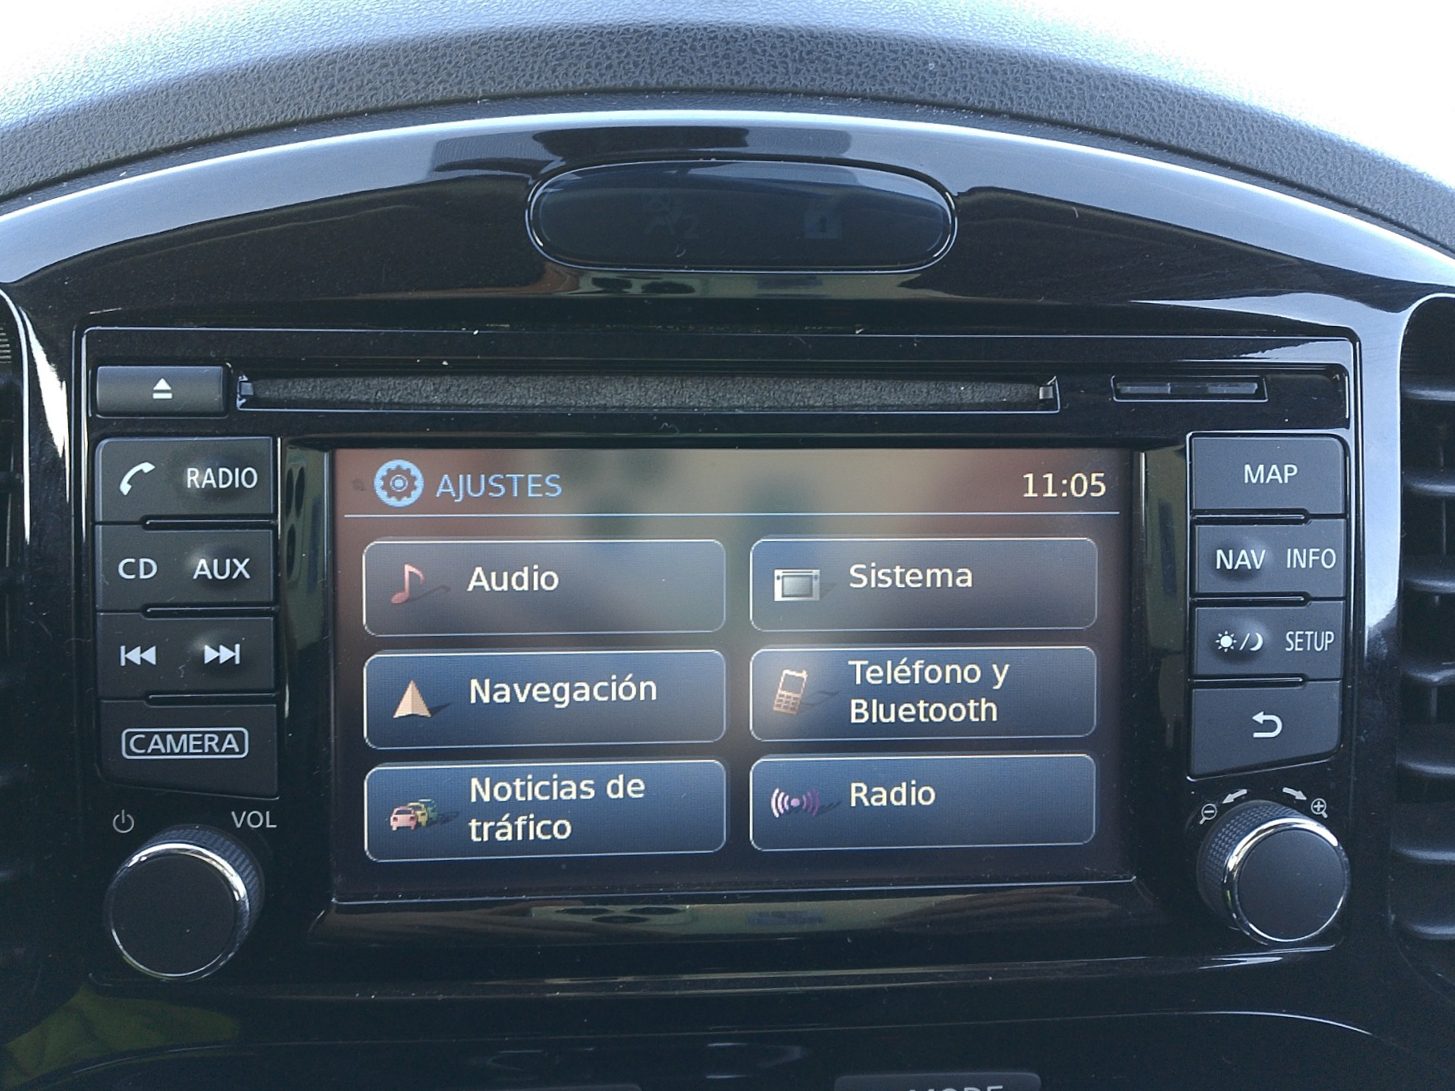 RADIO
CD AUX
CAMERA
VOL
AJUSTES 11:05
Audio
Sistema
Navegación
Teléfono y
Bluetooth
Noticias de
tráfico
Radio
MAP
NAV INFO
SETUP
MODE